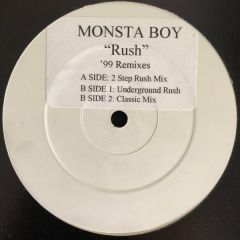 MONSTA BOY
"Rush"
'99 Remixes
A SIDE: 2 Step Rush Mix
B SIDE 1: Underground Rush
B SIDE 2: Classic Mix